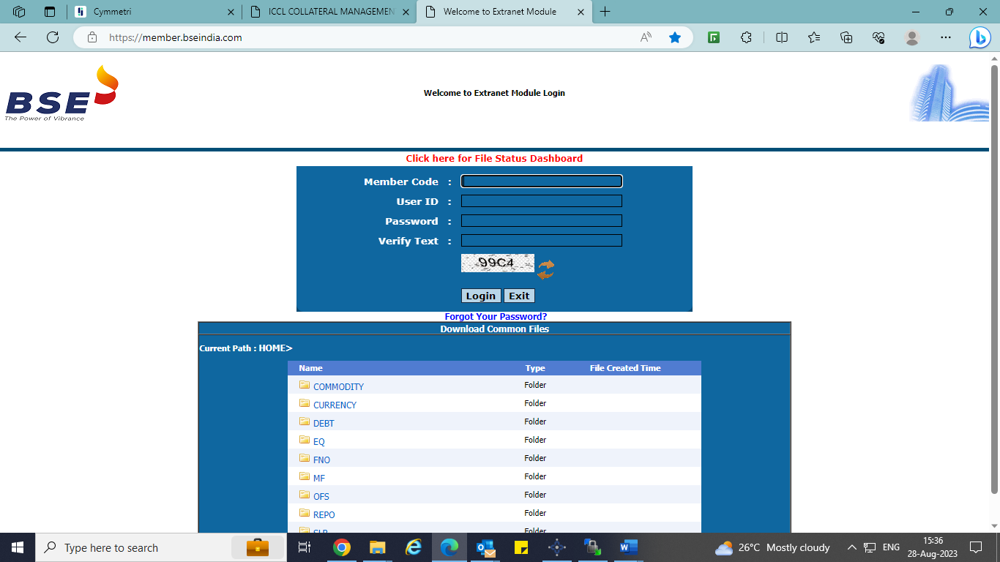 Cymmetri
ICCL COLLATERAL MANAGEMEN
Welcome to Extranet Module
https://member.bseindia.com
BSE
The Power of Vibrance
Welcome to Extranet Module Login
Click here for File Status Dashboard
Member Code :
User ID :
Password :
Verify Text :
99C4
Login Exit
Forgot Your Password?
Download Common Files
Current Path : HOME>
Name Type File Created Time
COMMODITY Folder
CURRENCY Folder
DEBT Folder
EQ Folder
FNO Folder
MF Folder
OFS Folder
REPO Folder
SLB Folder
Type here to search
26°C Mostly cloudy
ENG
15:36
28-Aug-2023